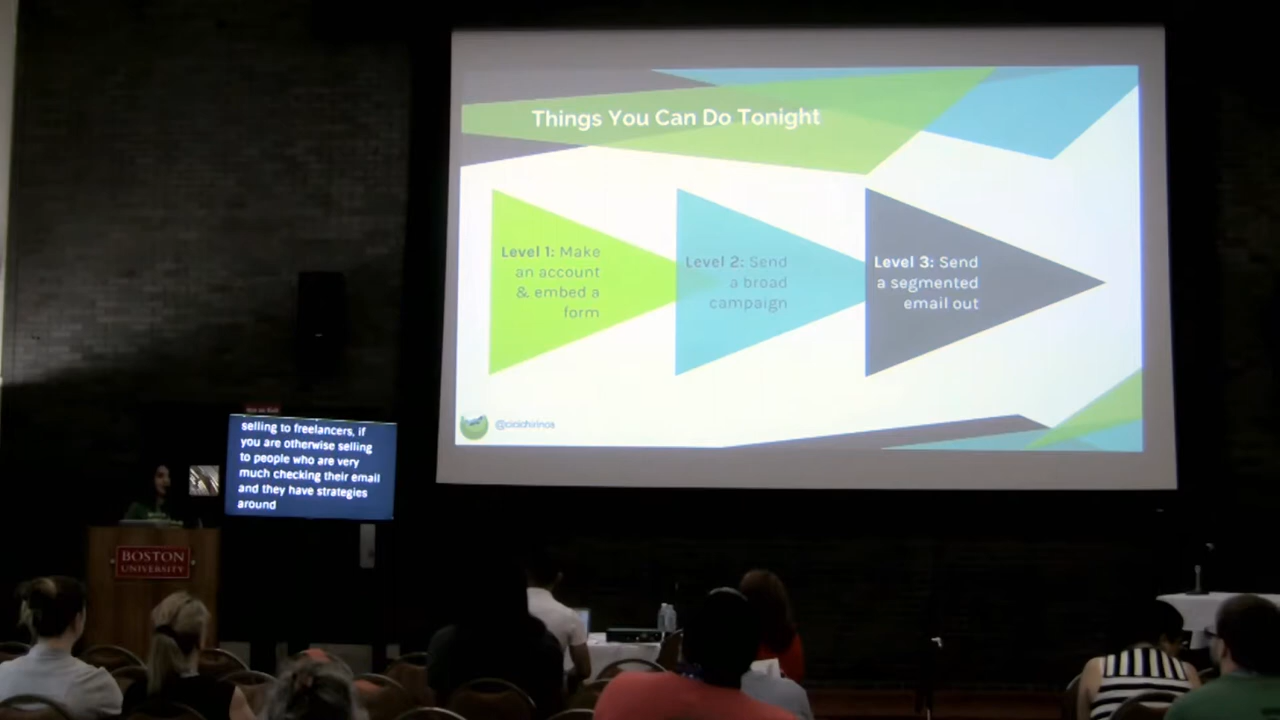 Things You Can Do Tonight
Level 1: Make
an account
& embed a
form
Level 2: Send
a broad
campaign
Level 3: Send
a segmented
email out
selling to freelancers, if
you are otherwise selling
to people who are very
much checking their email
and they have strategies
around
BOSTON
UNIVERSITY